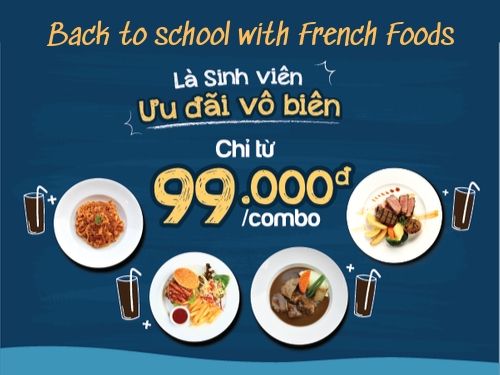 Back to school with French Foods
Là Sinh viên
Ưu đãi vô biên
Chỉ từ
99.000đ
/combo